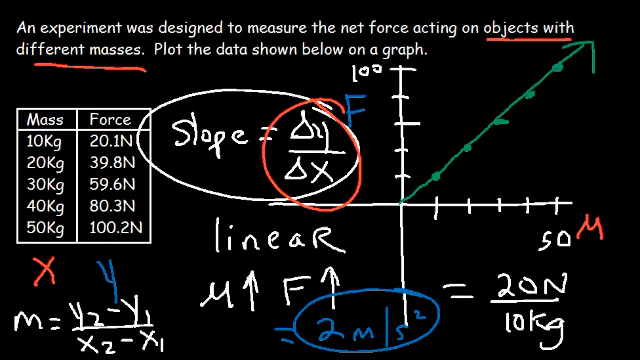 An experiment was designed to measure the net force acting on objects with
different masses. Plot the data shown below on a graph.
Mass Force
10Kg 20.1N
20Kg 39.8N
30Kg 59.6N
40Kg 80.3N
50Kg 100.2N
X y
m = y₂ - y₁ / x₂ - x₁
Slope = Δy / Δx
linear
M↑ F↑
= 2 m/s²
100
F
50 M
= 20N / 10kg